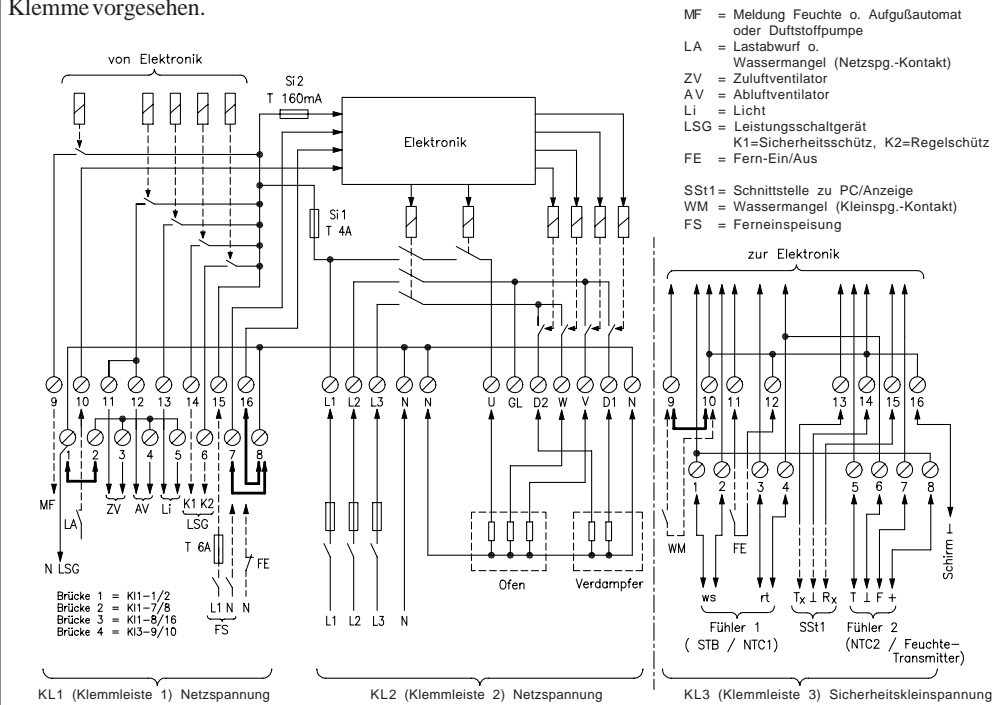 Klemme vorgesehen.
MF = Meldung Feuchte o. Aufgußautomat
oder Duftstoffpumpe
LA = Lastabwurf o.
Wassermangel (Netzspg.-Kontakt)
ZV = Zuluftventilator
AV = Abluftventilator
Li = Licht
LSG = Leistungsschaltgerät
K1=Sicherheitsschütz, K2=Regelschütz
FE = Fern-Ein/Aus
SSt1= Schnittstelle zu PC/Anzeige
WM = Wassermangel (Kleinspg.-Kontakt)
FS = Ferneinspeisung
von Elektronik
Si2
T 160mA
Elektronik
Si1
T 4A
zur Elektronik
9 10 11 12 13 14 15 16
1 2 3 4 5 6 7 8
MF
LA
ZV AV Li K1 K2
LSG
T 6A
FE
N LSG
L1 N N
FS
Brücke 1 = Kl1-1/2
Brücke 2 = Kl1-7/8
Brücke 3 = Kl1-8/16
Brücke 4 = Kl3-9/10
L1 L2 L3 N N U GL D2 W V D1 N
Ofen Verdampfer
L1 L2 L3 N
9 10 11 12 13 14 15 16
1 2 3 4 5 6 7 8
WM FE
Schirm ⊥
ws rt Tx ⊥ Rx T ⊥ F +
Fühler 1 SSt1 Fühler 2
( STB / NTC1) (NTC2 / Feuchte-
Transmitter)
KL1 (Klemmleiste 1) Netzspannung
KL2 (Klemmleiste 2) Netzspannung
KL3 (Klemmleiste 3) Sicherheitskleinspannung